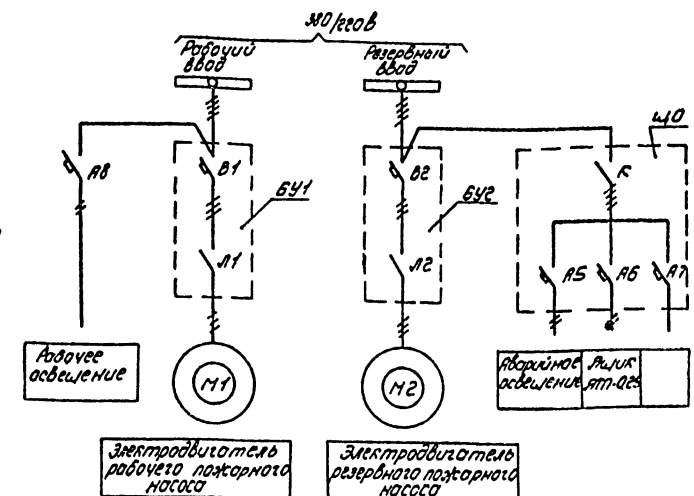 380/220В
Рабочий
ввод
Резервный
ввод
ЩО
А8
В1
БУ1
В2
БУ2
К
Л1
Л2
А5
А6
А7
Рабочее
освещение
М1
М2
Аварийное
освещение
Ящик
ЯТП-0,25
Электродвигатель
рабочего пожарного
насоса
Электродвигатель
резервного пожарного
насоса